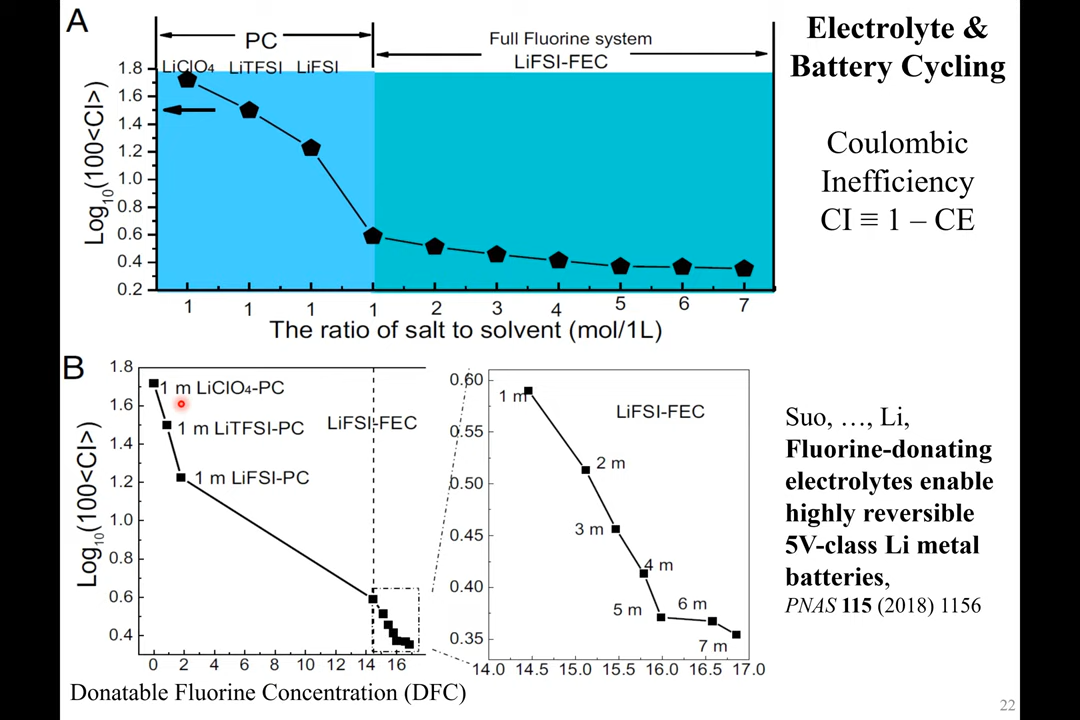 A
PC
Full Fluorine system
LiFSI-FEC
LiClO₄ LiTFSI LiFSI
Log₁₀(100<CI>)
1.8
1.6
1.4
1.2
1.0
0.8
0.6
0.4
0.2
1 1 1 1 2 3 4 5 6 7
The ratio of salt to solvent (mol/1L)
Electrolyte &
Battery Cycling
Coulombic
Inefficiency
CI ≡ 1 – CE
B
Log₁₀(100<CI>)
1.8
1.6
1.4
1.2
1.0
0.8
0.6
0.4
1 m LiClO₄-PC
1 m LiTFSI-PC
1 m LiFSI-PC
LiFSI-FEC
0 2 4 6 8 10 12 14 16
Donatable Fluorine Concentration (DFC)
0.60
0.55
0.50
0.45
0.40
0.35
LiFSI-FEC
1 m
2 m
3 m
4 m
5 m
6 m
7 m
14.0 14.5 15.0 15.5 16.0 16.5 17.0
Suo, …, Li,
Fluorine-donating
electrolytes enable
highly reversible
5V-class Li metal
batteries,
PNAS 115 (2018) 1156
22